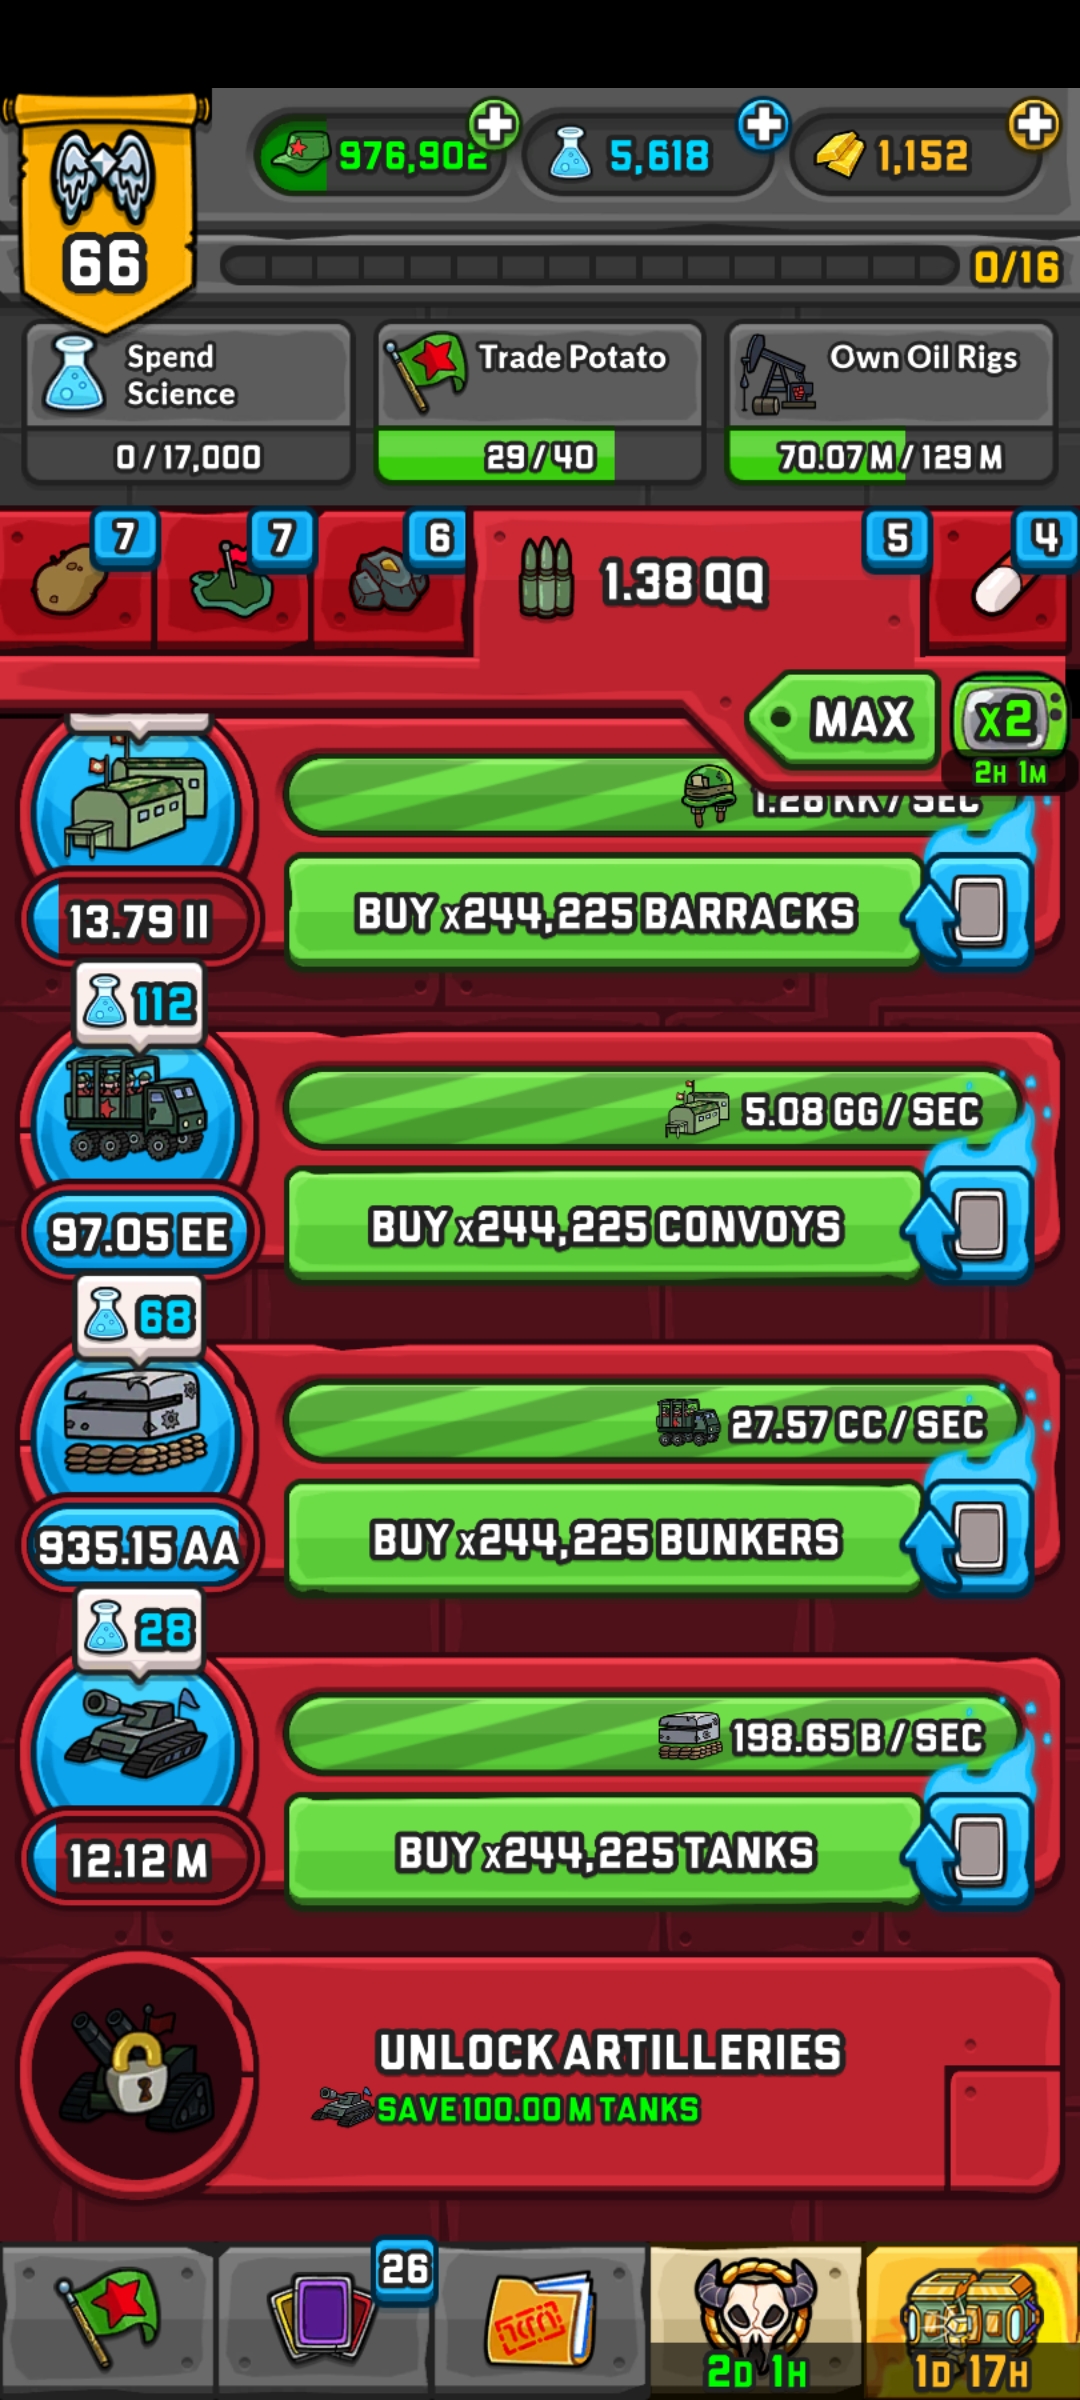 976,902
5,618
1,152
66
0/16
Spend
Science
Trade Potato
Own Oil Rigs
0 / 17,000
29 / 40
70.07 M / 129 M
7
7
6
1.38 QQ
5
4
MAX
x2
2H 1M
1.26 KK / SEC
13.79 II
BUY x244,225 BARRACKS
112
5.08 GG / SEC
97.05 EE
BUY x244,225 CONVOYS
68
27.57 CC / SEC
935.15 AA
BUY x244,225 BUNKERS
28
198.65 B / SEC
12.12 M
BUY x244,225 TANKS
UNLOCK ARTILLERIES
SAVE 100.00 M TANKS
26
2D 1H
1D 17H